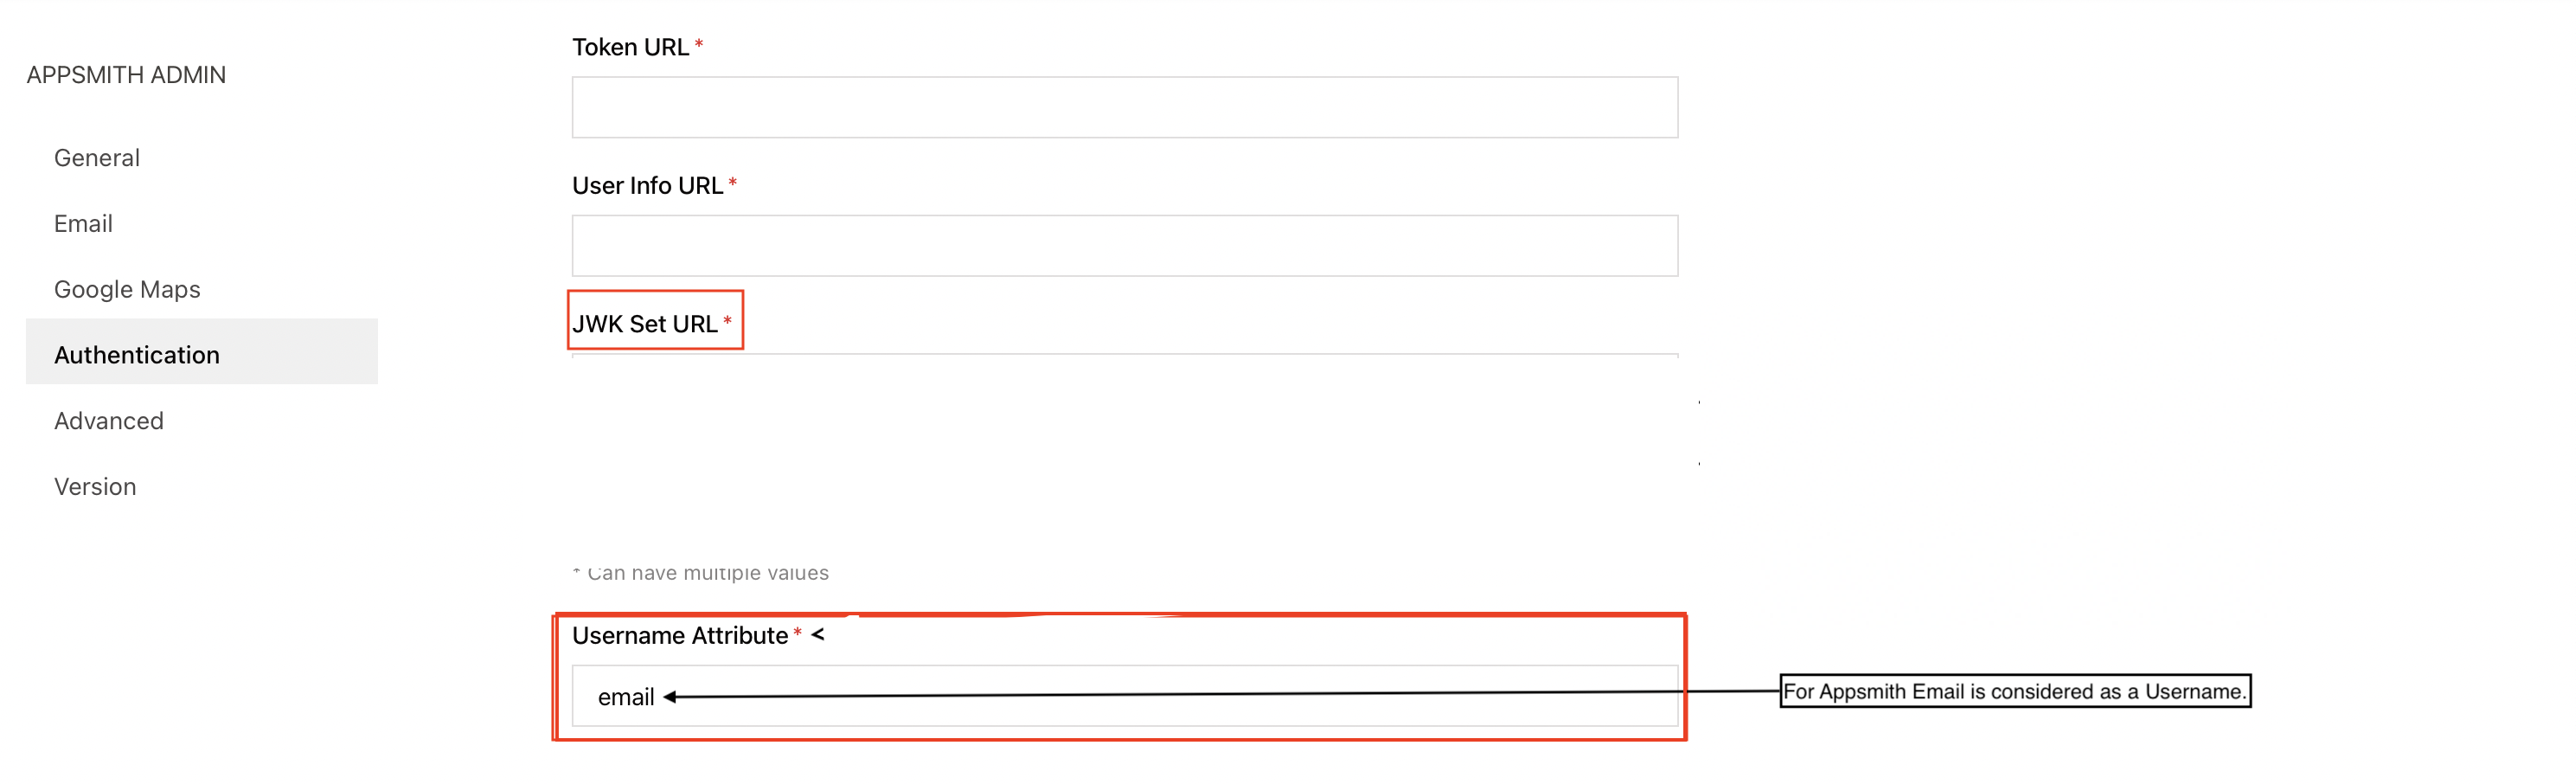 APPSMITH ADMIN
General
Email
Google Maps
Authentication
Advanced
Version
Token URL *
User Info URL *
JWK Set URL *
* Can have multiple values
Username Attribute * <
email
For Appsmith Email is considered as a Username.